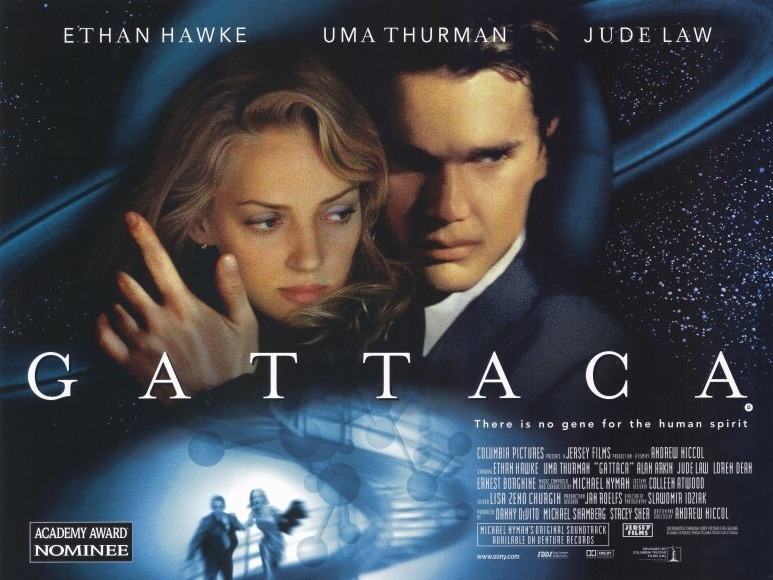 ETHAN HAWKE UMA THURMAN JUDE LAW
GATTACA
There is no gene for the human spirit
COLUMBIA PICTURES PRESENTS A JERSEY FILMS PRODUCTION A FILM BY ANDREW NICCOL
STARRING ETHAN HAWKE UMA THURMAN "GATTACA" ALAN ARKIN JUDE LAW LOREN DEAN
ERNEST BORGNINE MUSIC COMPOSED AND CONDUCTED BY MICHAEL NYMAN COSTUME DESIGNER COLLEEN ATWOOD
EDITOR LISA ZENO CHURGIN PRODUCTION DESIGNER JAN ROELFS DIRECTOR OF PHOTOGRAPHY SLAWOMIR IDZIAK
PRODUCED BY DANNY DeVITO MICHAEL SHAMBERG STACEY SHER WRITTEN AND DIRECTED BY ANDREW NICCOL
ACADEMY AWARD
NOMINEE
MICHAEL NYMAN'S ORIGINAL SOUNDTRACK
AVAILABLE ON VENTURE RECORDS
JERSEY
FILMS
www.sony.com SDDS DOLBY